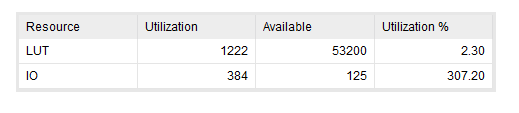 Resource Utilization Available Utilization %
LUT 1222 53200 2.30
IO 384 125 307.20